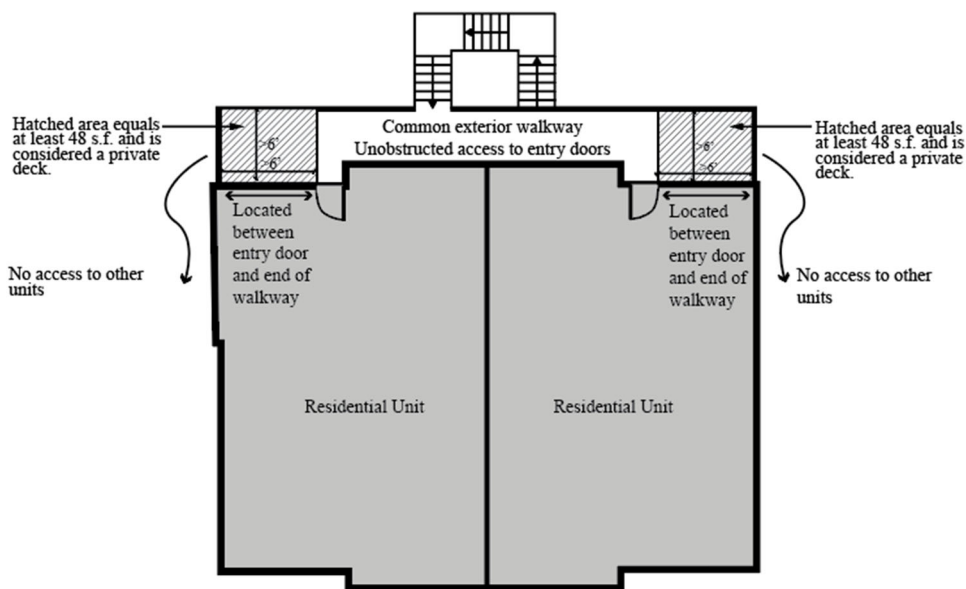 Hatched area equals
at least 48 s.f. and is
considered a private
deck.
>6'
>6'
Common exterior walkway
Unobstructed access to entry doors
>6'
>6'
Hatched area equals
at least 48 s.f. and is
considered a private
deck.
Located
between
entry door
and end of
walkway
Located
between
entry door
and end of
walkway
No access to other
units
No access to other
units
Residential Unit
Residential Unit